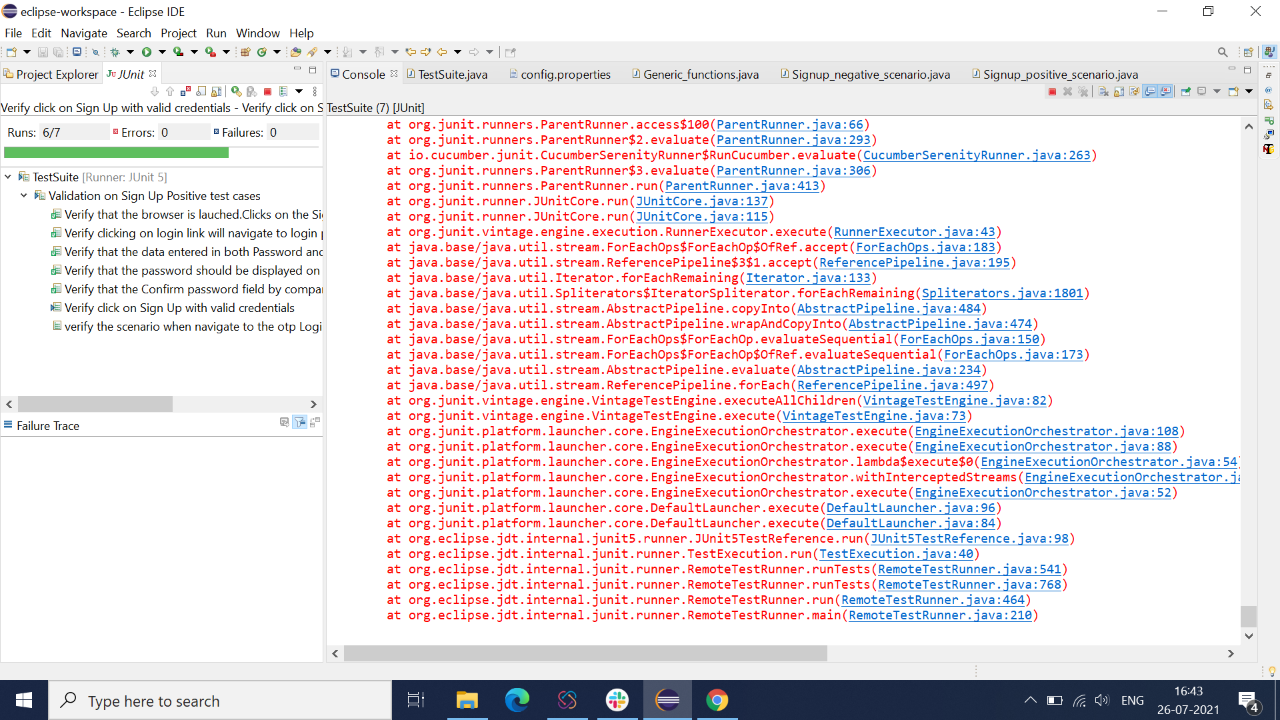 eclipse-workspace - Eclipse IDE
File Edit Navigate Search Project Run Window Help
Project Explorer JUnit
Console TestSuite.java config.properties Generic_functions.java Signup_negative_scenario.java Signup_positive_scenario.java
Verify click on Sign Up with valid credentials - Verify click on S
Runs: 6/7 Errors: 0 Failures: 0
TestSuite [Runner: JUnit 5]
Validation on Sign Up Positive test cases
Verify that the browser is lauched.Clicks on the Si
Verify clicking on login link will navigate to login
Verify that the data entered in both Password and
Verify that the password should be displayed on
Verify that the Confirm password field by compa
Verify click on Sign Up with valid credentials
verify the scenario when navigate to the otp Logi
Failure Trace
TestSuite (7) [JUnit]
at org.junit.runners.ParentRunner.access$100(ParentRunner.java:66)
at org.junit.runners.ParentRunner$2.evaluate(ParentRunner.java:293)
at io.cucumber.junit.CucumberSerenityRunner$RunCucumber.evaluate(CucumberSerenityRunner.java:263)
at org.junit.runners.ParentRunner$3.evaluate(ParentRunner.java:306)
at org.junit.runners.ParentRunner.run(ParentRunner.java:413)
at org.junit.runner.JUnitCore.run(JUnitCore.java:137)
at org.junit.runner.JUnitCore.run(JUnitCore.java:115)
at org.junit.vintage.engine.execution.RunnerExecutor.execute(RunnerExecutor.java:43)
at java.base/java.util.stream.ForEachOps$ForEachOp$OfRef.accept(ForEachOps.java:183)
at java.base/java.util.stream.ReferencePipeline$3$1.accept(ReferencePipeline.java:195)
at java.base/java.util.Iterator.forEachRemaining(Iterator.java:133)
at java.base/java.util.Spliterators$IteratorSpliterator.forEachRemaining(Spliterators.java:1801)
at java.base/java.util.stream.AbstractPipeline.copyInto(AbstractPipeline.java:484)
at java.base/java.util.stream.AbstractPipeline.wrapAndCopyInto(AbstractPipeline.java:474)
at java.base/java.util.stream.ForEachOps$ForEachOp.evaluateSequential(ForEachOps.java:150)
at java.base/java.util.stream.ForEachOps$ForEachOp$OfRef.evaluateSequential(ForEachOps.java:173)
at java.base/java.util.stream.AbstractPipeline.evaluate(AbstractPipeline.java:234)
at java.base/java.util.stream.ReferencePipeline.forEach(ReferencePipeline.java:497)
at org.junit.vintage.engine.VintageTestEngine.executeAllChildren(VintageTestEngine.java:82)
at org.junit.vintage.engine.VintageTestEngine.execute(VintageTestEngine.java:73)
at org.junit.platform.launcher.core.EngineExecutionOrchestrator.execute(EngineExecutionOrchestrator.java:108)
at org.junit.platform.launcher.core.EngineExecutionOrchestrator.execute(EngineExecutionOrchestrator.java:88)
at org.junit.platform.launcher.core.EngineExecutionOrchestrator.lambda$execute$0(EngineExecutionOrchestrator.java:54
at org.junit.platform.launcher.core.EngineExecutionOrchestrator.withInterceptedStreams(EngineExecutionOrchestrator.j
at org.junit.platform.launcher.core.EngineExecutionOrchestrator.execute(EngineExecutionOrchestrator.java:52)
at org.junit.platform.launcher.core.DefaultLauncher.execute(DefaultLauncher.java:96)
at org.junit.platform.launcher.core.DefaultLauncher.execute(DefaultLauncher.java:84)
at org.eclipse.jdt.internal.junit5.runner.JUnit5TestReference.run(JUnit5TestReference.java:98)
at org.eclipse.jdt.internal.junit.runner.TestExecution.run(TestExecution.java:40)
at org.eclipse.jdt.internal.junit.runner.RemoteTestRunner.runTests(RemoteTestRunner.java:541)
at org.eclipse.jdt.internal.junit.runner.RemoteTestRunner.runTests(RemoteTestRunner.java:768)
at org.eclipse.jdt.internal.junit.runner.RemoteTestRunner.run(RemoteTestRunner.java:464)
at org.eclipse.jdt.internal.junit.runner.RemoteTestRunner.main(RemoteTestRunner.java:210)
Type here to search
ENG
16:43
26-07-2021
4